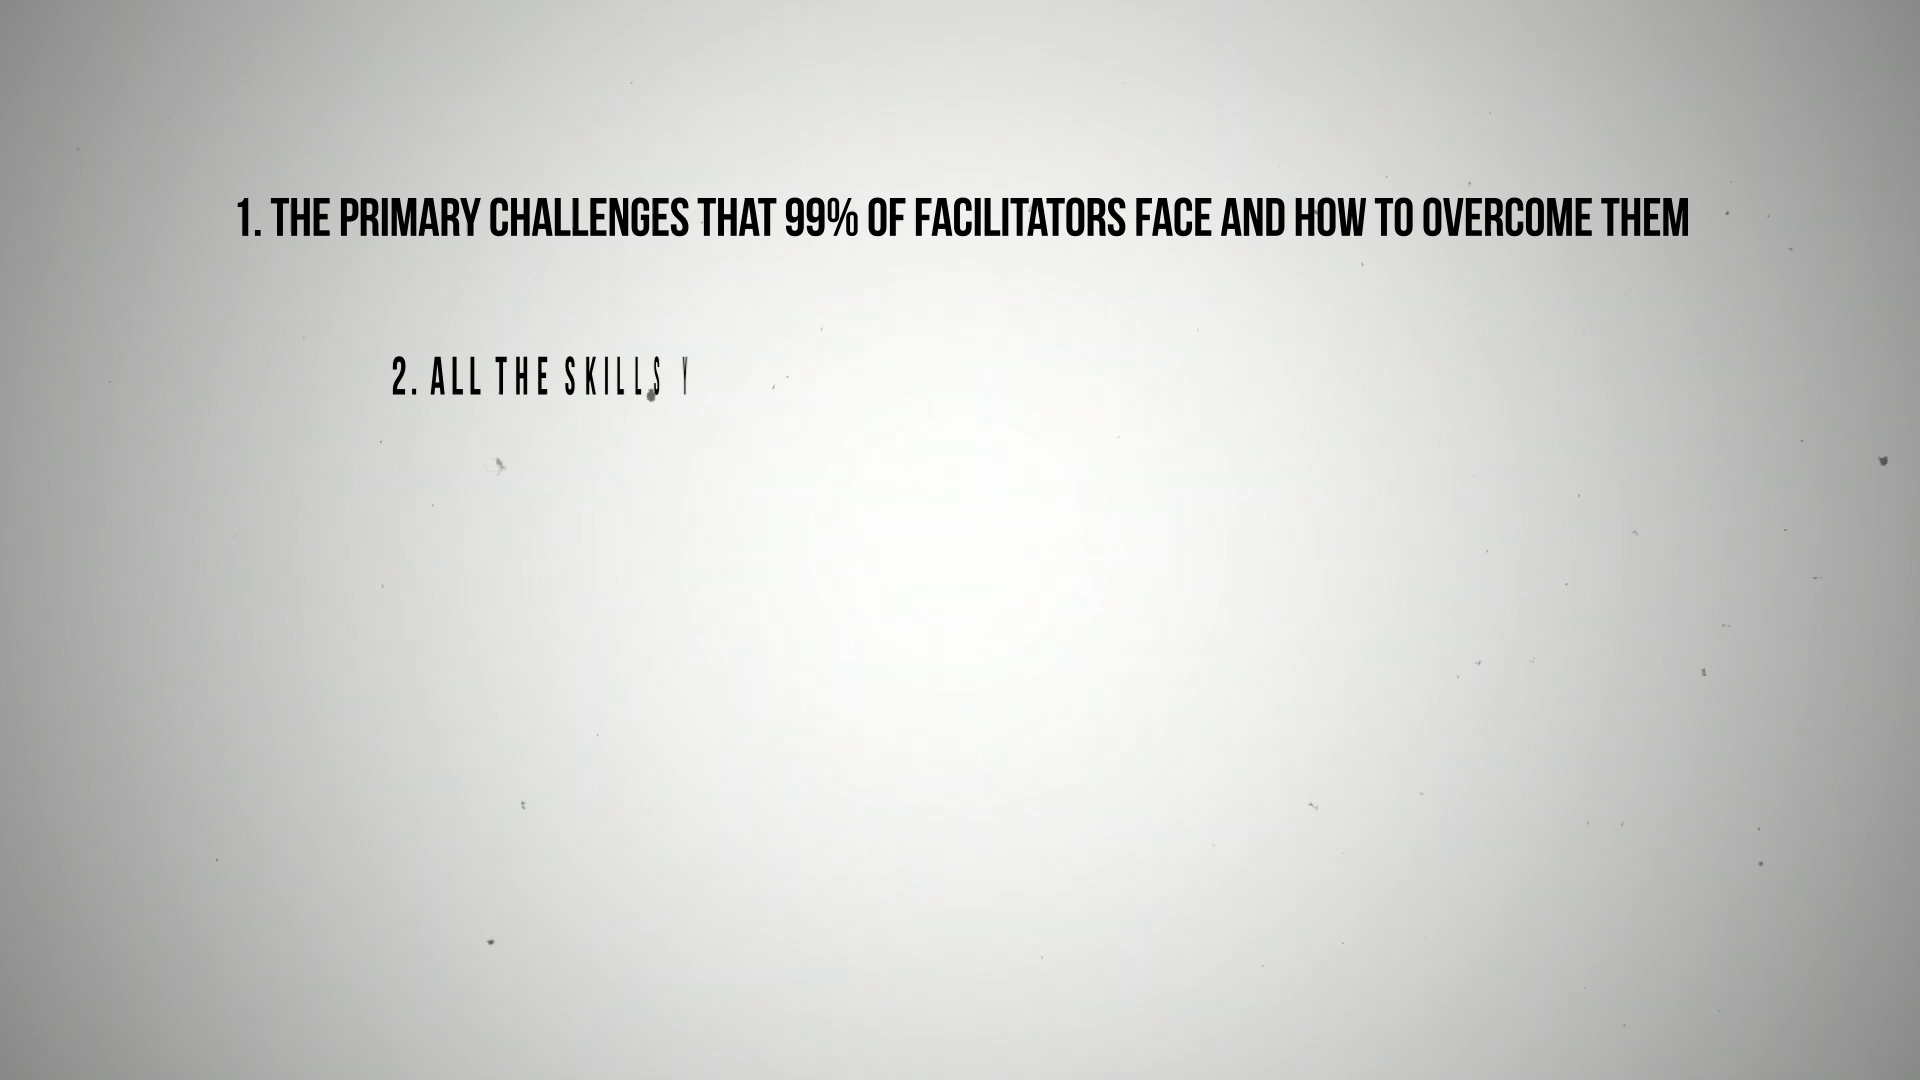 1. THE PRIMARY CHALLENGES THAT 99% OF FACILITATORS FACE AND HOW TO OVERCOME THEM
2. ALL THE SKILLS Y